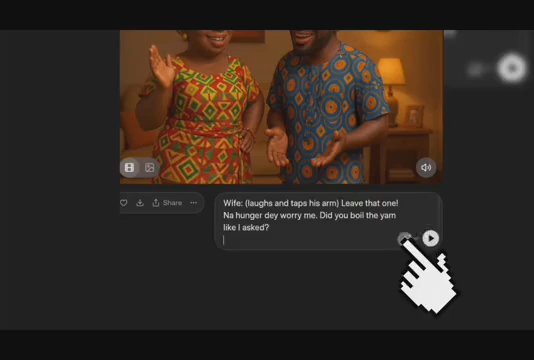 Share
Wife: (laughs and taps his arm) Leave that one!
Na hunger dey worry me. Did you boil the yam
like I asked?